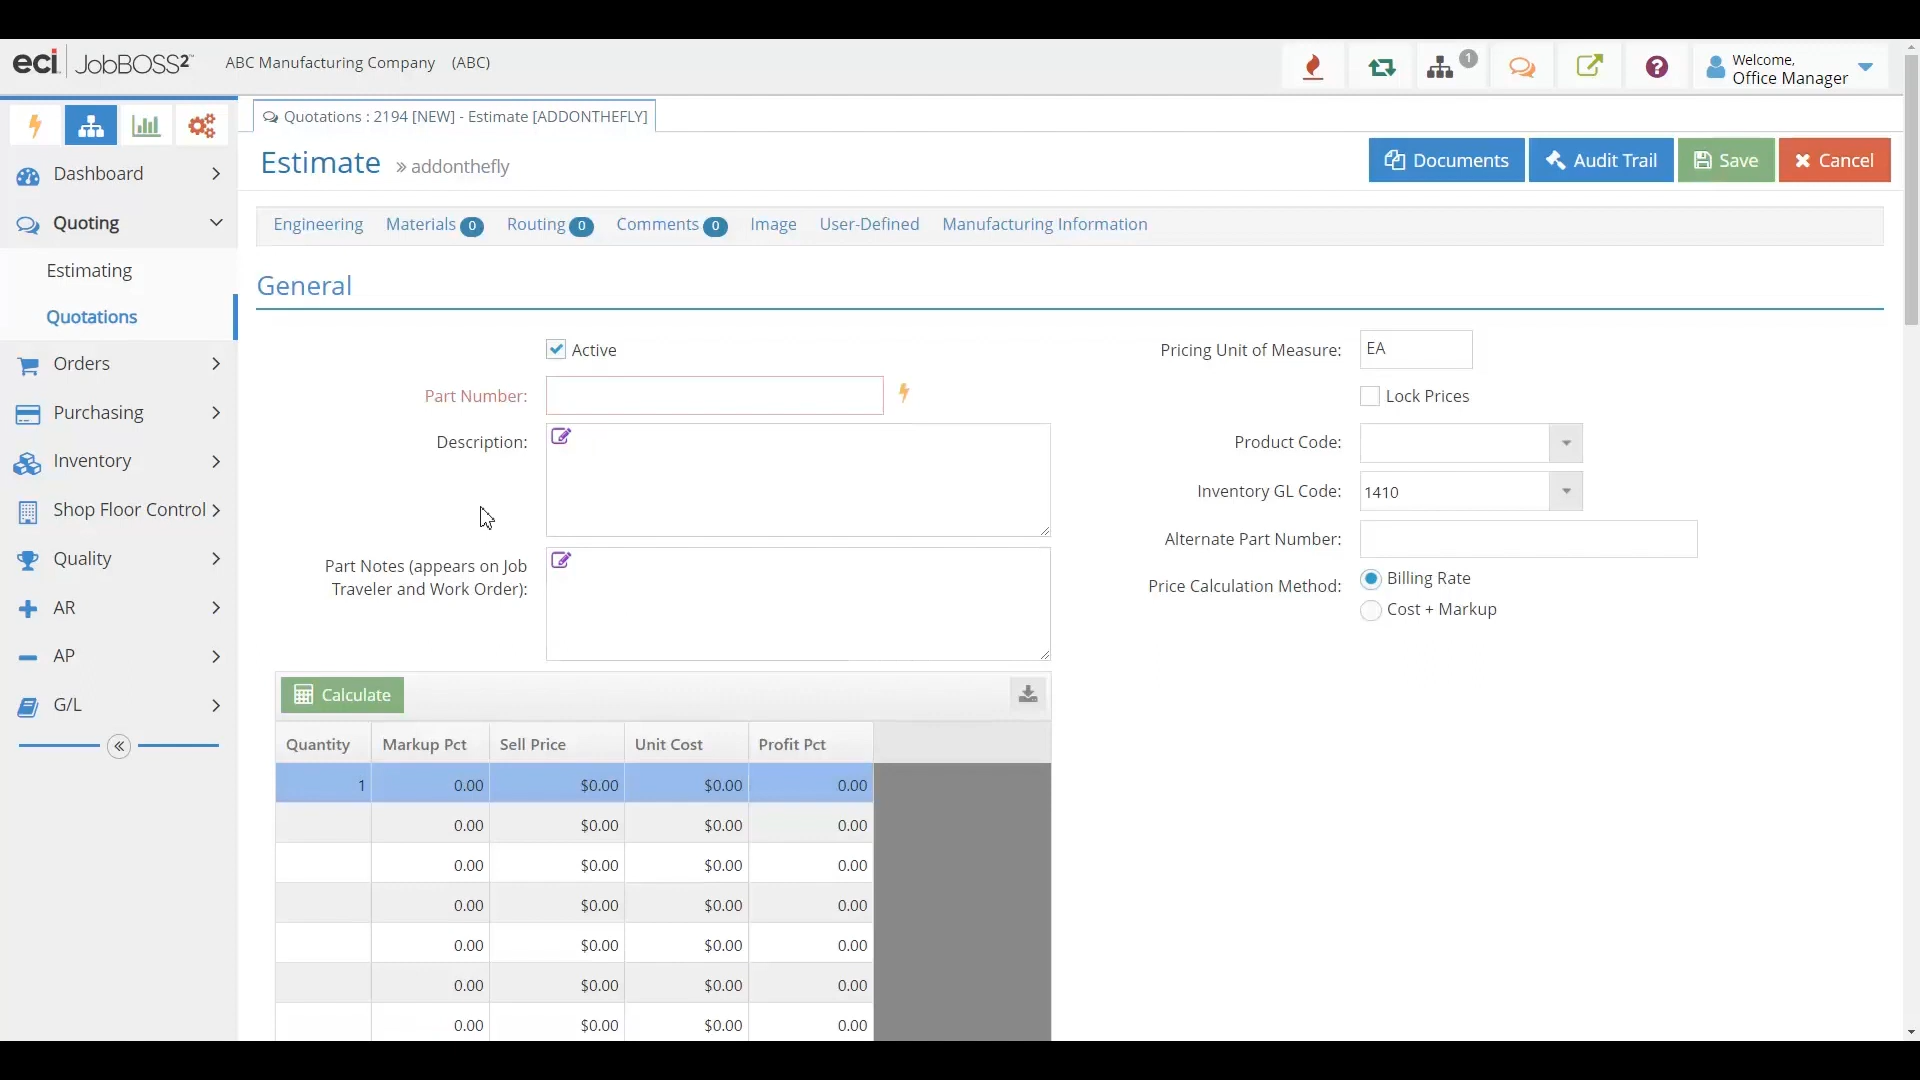 eci JobBOSS²™ ABC Manufacturing Company (ABC) 1 Welcome,
Office Manager
Quotations : 2194 [NEW] - Estimate [ADDONTHEFLY]
Estimate » addonthefly Documents Audit Trail Save Cancel
Dashboard
Quoting
Estimating
Quotations
Orders
Purchasing
Inventory
Shop Floor Control
Quality
AR
AP
G/L
Engineering Materials 0 Routing 0 Comments 0 Image User-Defined Manufacturing Information
General
Active
Part Number:
Description:
Part Notes (appears on Job
Traveler and Work Order):
Pricing Unit of Measure: EA
Lock Prices
Product Code:
Inventory GL Code: 1410
Alternate Part Number:
Price Calculation Method: Billing Rate
Cost + Markup
Calculate
Quantity Markup Pct Sell Price Unit Cost Profit Pct
1 0.00 $0.00 $0.00 0.00
0.00 $0.00 $0.00 0.00
0.00 $0.00 $0.00 0.00
0.00 $0.00 $0.00 0.00
0.00 $0.00 $0.00 0.00
0.00 $0.00 $0.00 0.00
0.00 $0.00 $0.00 0.00